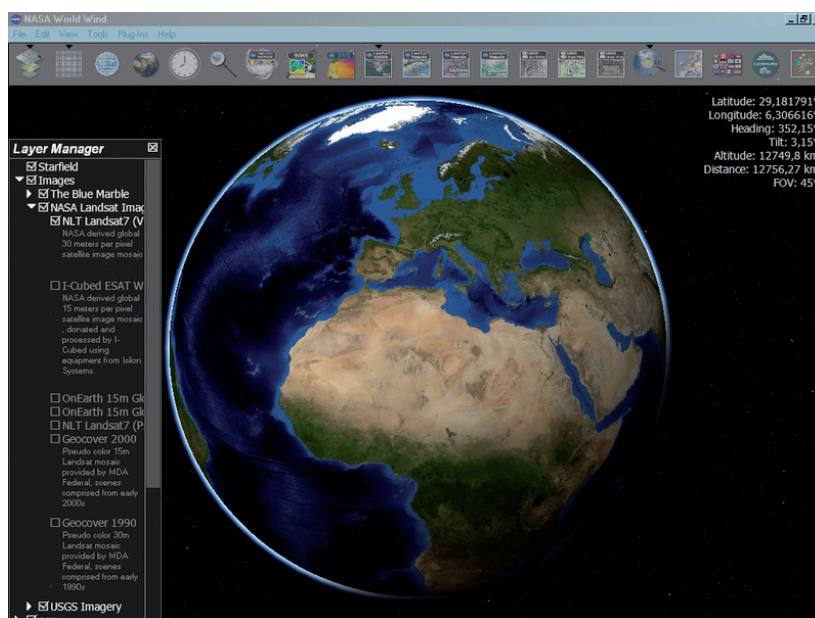 NASA World Wind
File Edit View Tools Plug-Ins Help
Latitude: 29,181791°
Longitude: 6,306616°
Heading: 352,15°
Tilt: 3,15°
Altitude: 12749,8 km
Distance: 12756,27 km
FOV: 45°
Layer Manager
Starfield
Images
The Blue Marble
NASA Landsat Imag
NLT Landsat7 (V
NASA derived global
30 meters per pixel
satellite image mosaic
I-Cubed ESAT W
NASA derived global
15 meters per pixel
satellite image mosaic
, donated and
processed by I-
Cubed using
equipment from Isilon
Systems.
OnEarth 15m Gl
OnEarth 15m Gl
NLT Landsat7 (P
Geocover 2000
Pseudo color 15m
Landsat mosaic
provided by MDA
Federal, scenes
comprised from early
2000s
Geocover 1990
Pseudo color 30m
Landsat mosaic
provided by MDA
Federal, scenes
comprised from early
1990s
USGS Imagery